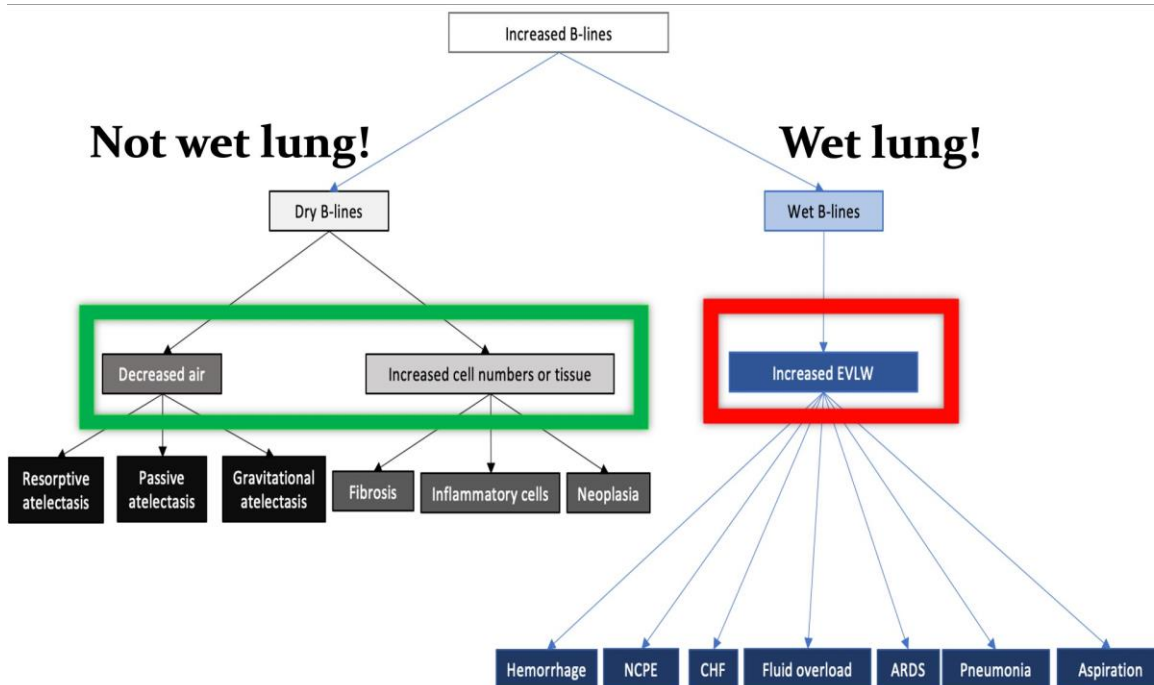 Increased B-lines
Not wet lung!
Wet lung!
Dry B-lines
Wet B-lines
Decreased air
Increased cell numbers or tissue
Increased EVLW
Resorptive
atelectasis
Passive
atelectasis
Gravitational
atelectasis
Fibrosis
Inflammatory cells
Neoplasia
Hemorrhage
NCPE
CHF
Fluid overload
ARDS
Pneumonia
Aspiration